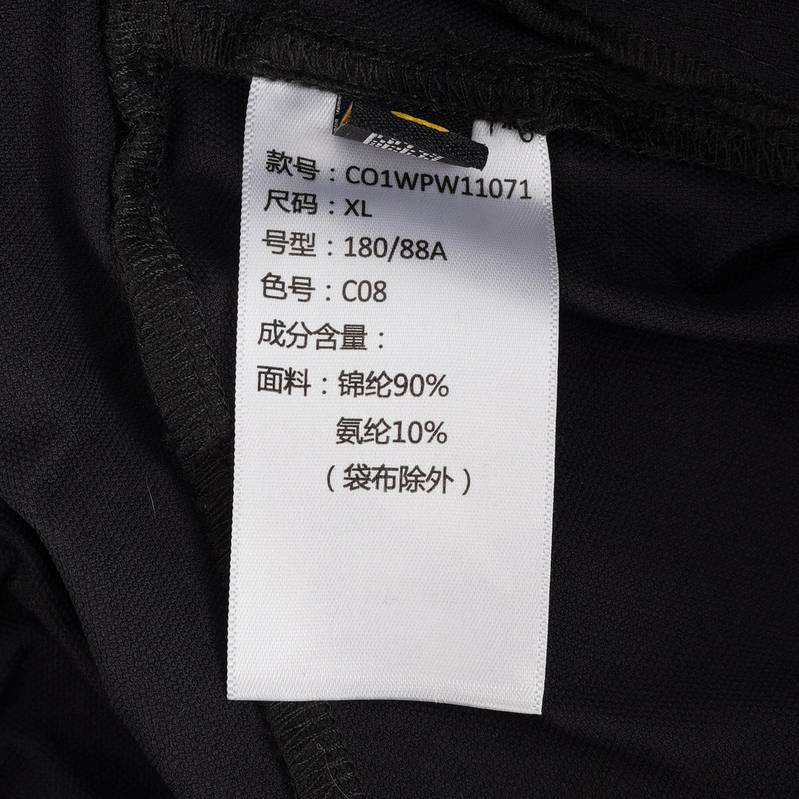 款号：CO1WPW11071
尺码：XL
号型：180/88A
色号：C08
成分含量：
面料：锦纶90%
氨纶10%
（袋布除外）